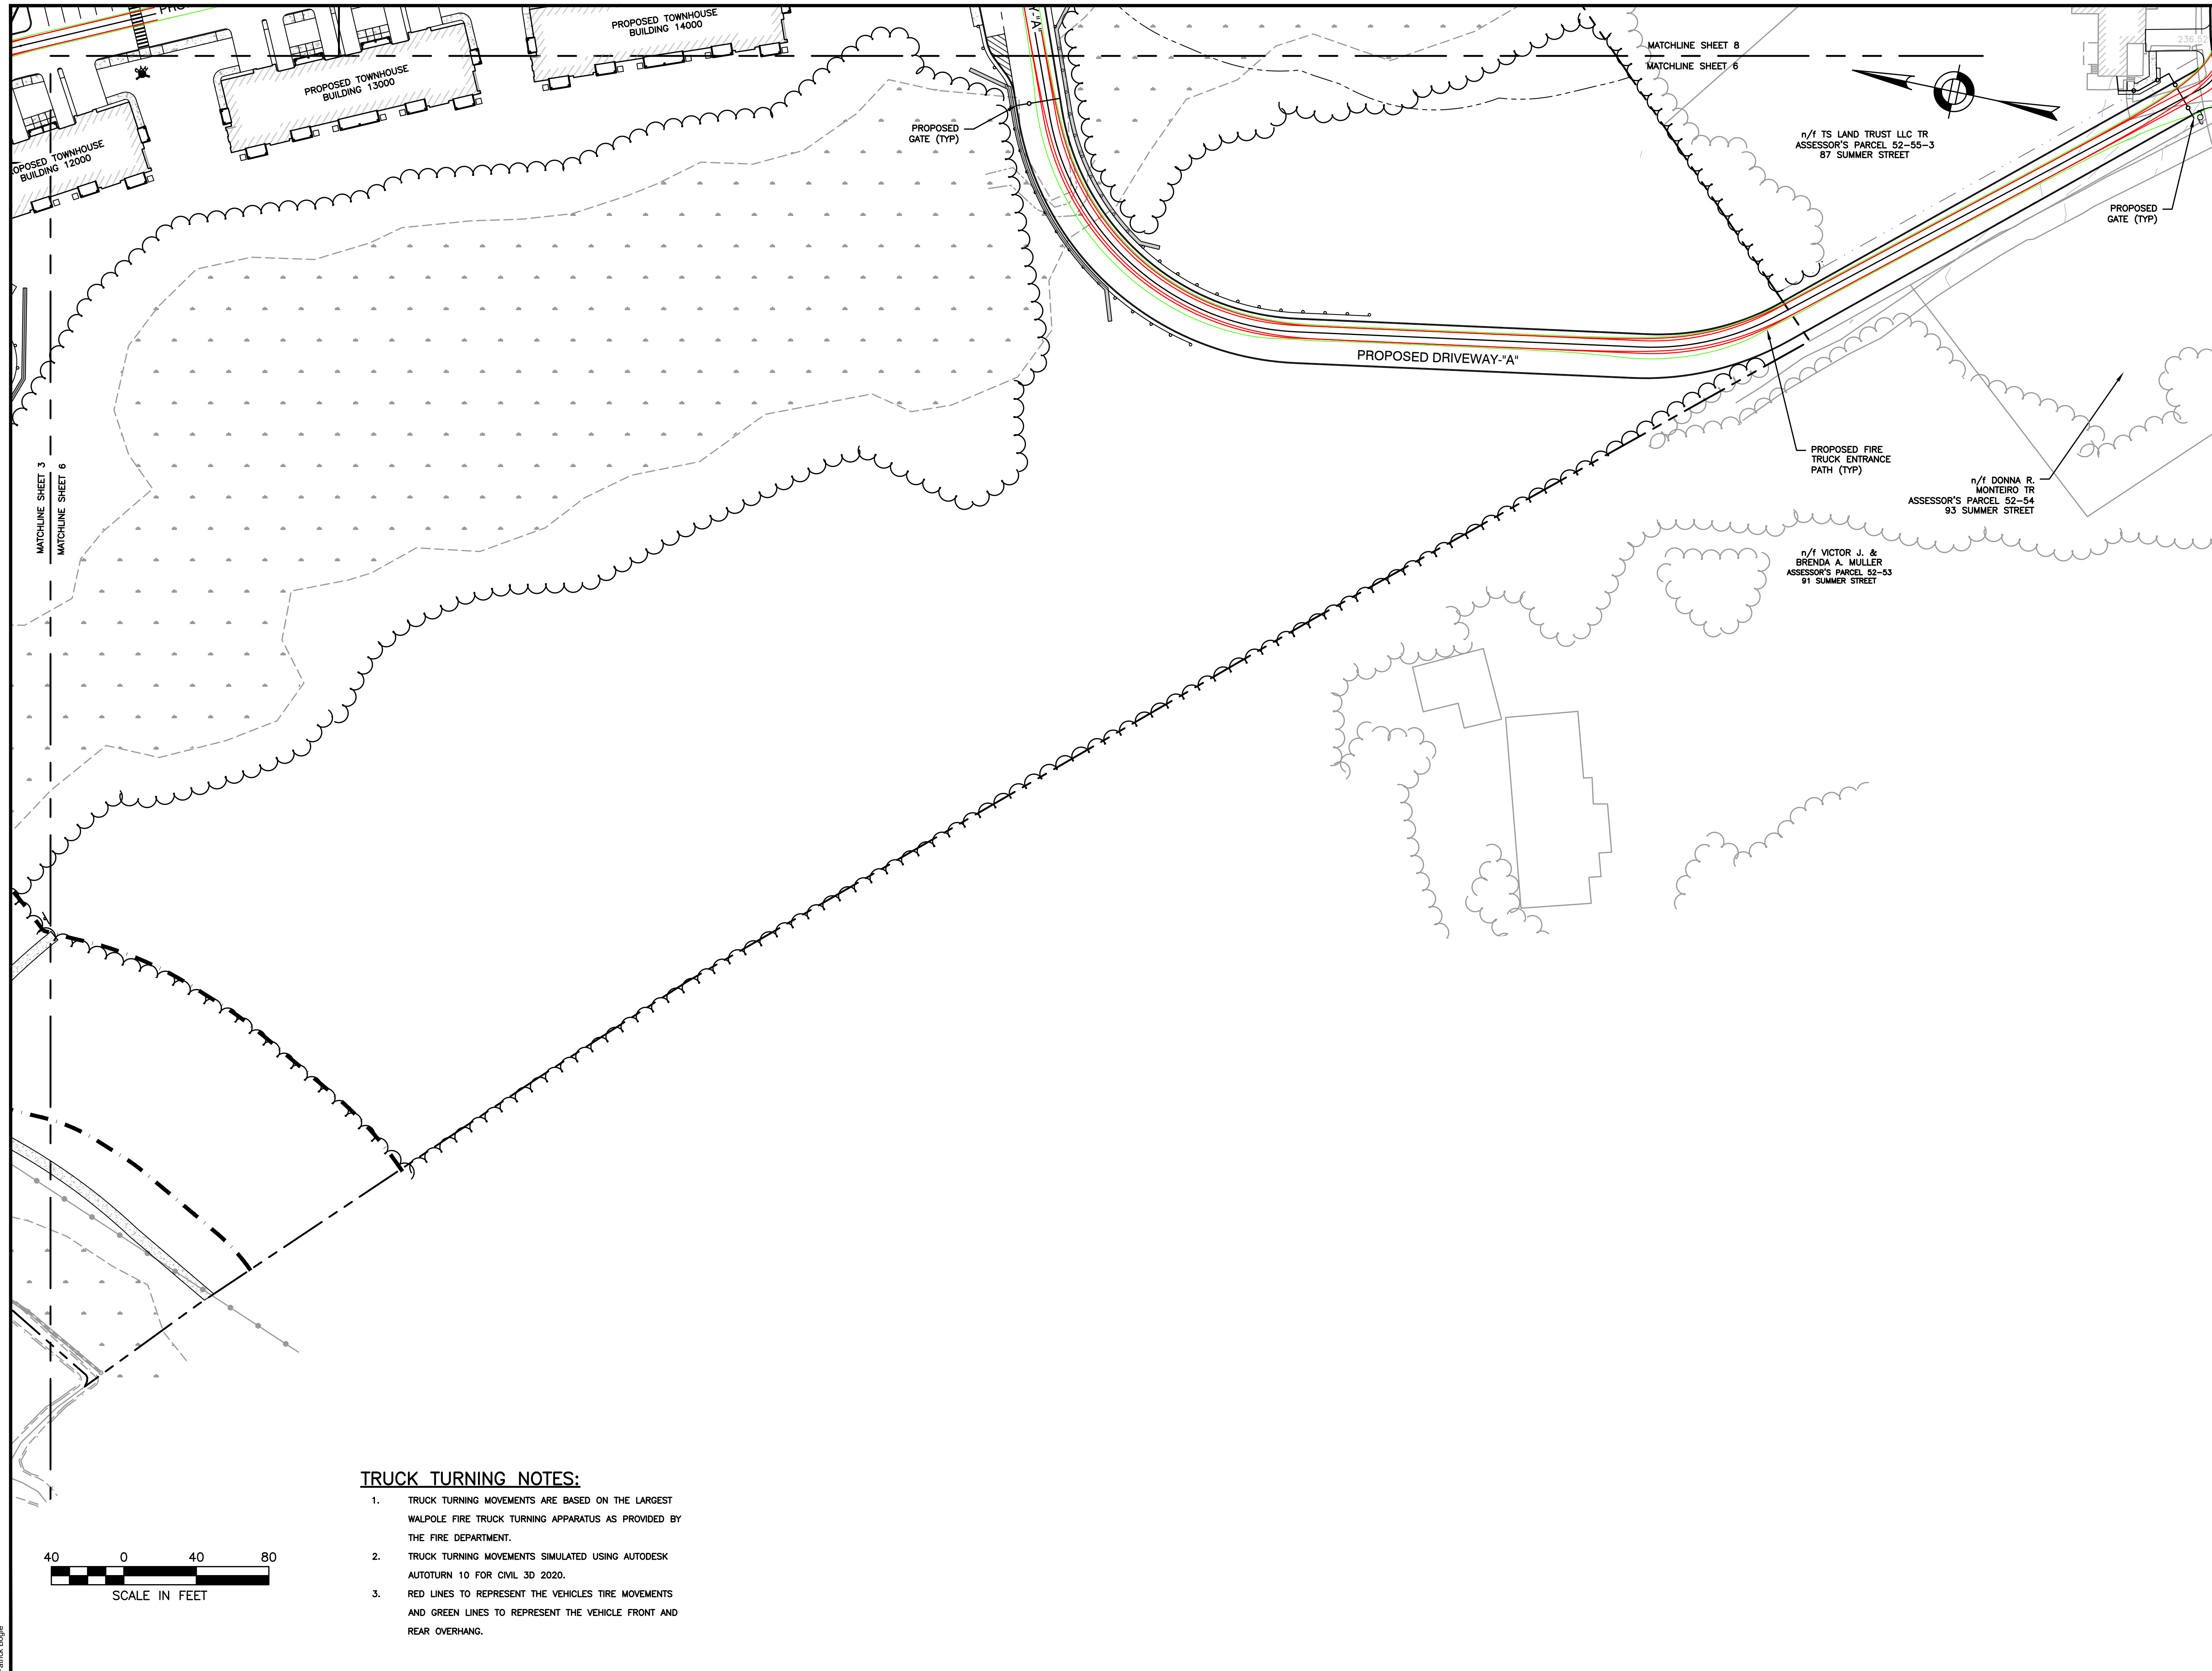 PROPOSED TOWNHOUSE
BUILDING 14000
PROPOSED TOWNHOUSE
BUILDING 13000
OPOSED TOWNHOUSE
BUILDING 12000
Y-"A"
MATCHLINE SHEET 8
MATCHLINE SHEET 6
236.52
PROPOSED
GATE (TYP)
n/f TS LAND TRUST LLC TR
ASSESSOR'S PARCEL 52-55-3
87 SUMMER STREET
PROPOSED
GATE (TYP)
PROPOSED DRIVEWAY-"A"
MATCHLINE SHEET 3
MATCHLINE SHEET 6
PROPOSED FIRE
TRUCK ENTRANCE
PATH (TYP)
n/f DONNA R.
MONTEIRO TR
ASSESSOR'S PARCEL 52-54
93 SUMMER STREET
n/f VICTOR J. &
BRENDA A. MULLER
ASSESSOR'S PARCEL 52-53
91 SUMMER STREET
TRUCK TURNING NOTES:
1. TRUCK TURNING MOVEMENTS ARE BASED ON THE LARGEST
WALPOLE FIRE TRUCK TURNING APPARATUS AS PROVIDED BY
THE FIRE DEPARTMENT.
2. TRUCK TURNING MOVEMENTS SIMULATED USING AUTODESK
AUTOTURN 10 FOR CIVIL 3D 2020.
3. RED LINES TO REPRESENT THE VEHICLES TIRE MOVEMENTS
AND GREEN LINES TO REPRESENT THE VEHICLE FRONT AND
REAR OVERHANG.
40 0 40 80
SCALE IN FEET